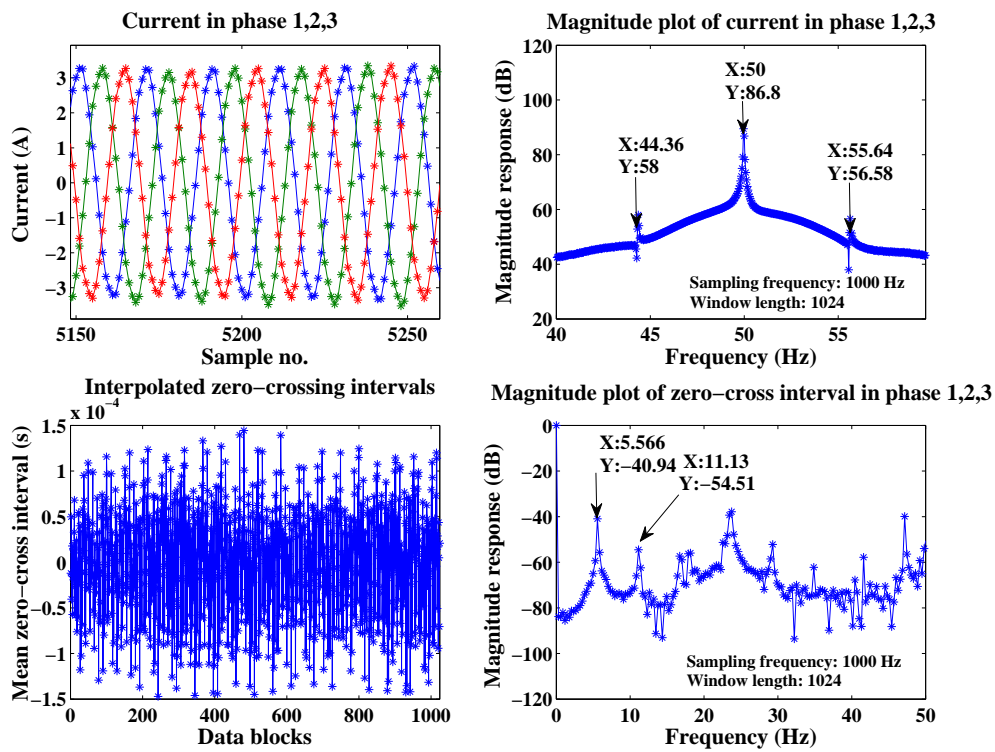 Current in phase 1,2,3
Current (A)
3
2
1
0
−1
−2
−3
5150
5200
5250
Sample no.
Magnitude plot of current in phase 1,2,3
Magnitude response (dB)
120
100
80
60
40
20
X:50
Y:86.8
X:44.36
Y:58
X:55.64
Y:56.58
Sampling frequency: 1000 Hz
Window length: 1024
40
45
50
55
Frequency (Hz)
Interpolated zero−crossing intervals
x 10−4
Mean zero−cross interval (s)
1.5
1
0.5
0
−0.5
−1
−1.5
0
200
400
600
800
1000
Data blocks
Magnitude plot of zero−cross interval in phase 1,2,3
Magnitude response (dB)
0
−20
−40
−60
−80
−100
−120
X:5.566
Y:−40.94
X:11.13
Y:−54.51
Sampling frequency: 1000 Hz
Window length: 1024
0
10
20
30
40
50
Frequency (Hz)